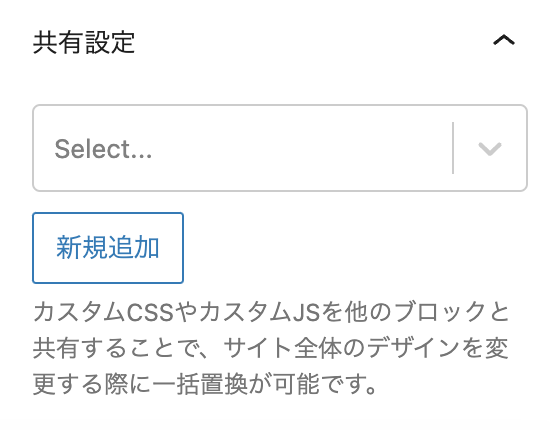 共有設定
Select...
新規追加
カスタムCSSやカスタムJSを他のブロックと
共有することで、サイト全体のデザインを変
更する際に一括置換が可能です。